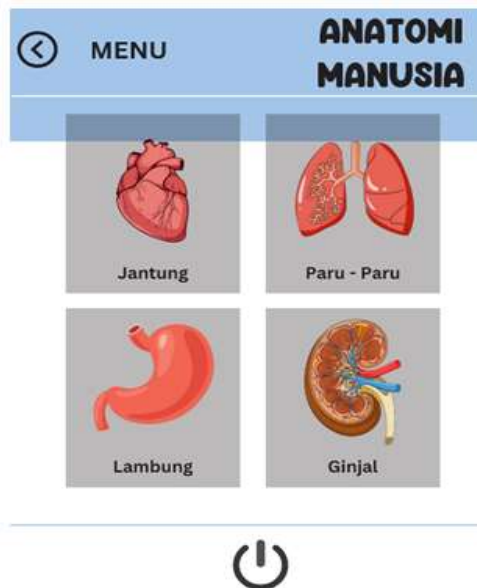 MENU
ANATOMI
MANUSIA
Jantung
Paru - Paru
Lambung
Ginjal